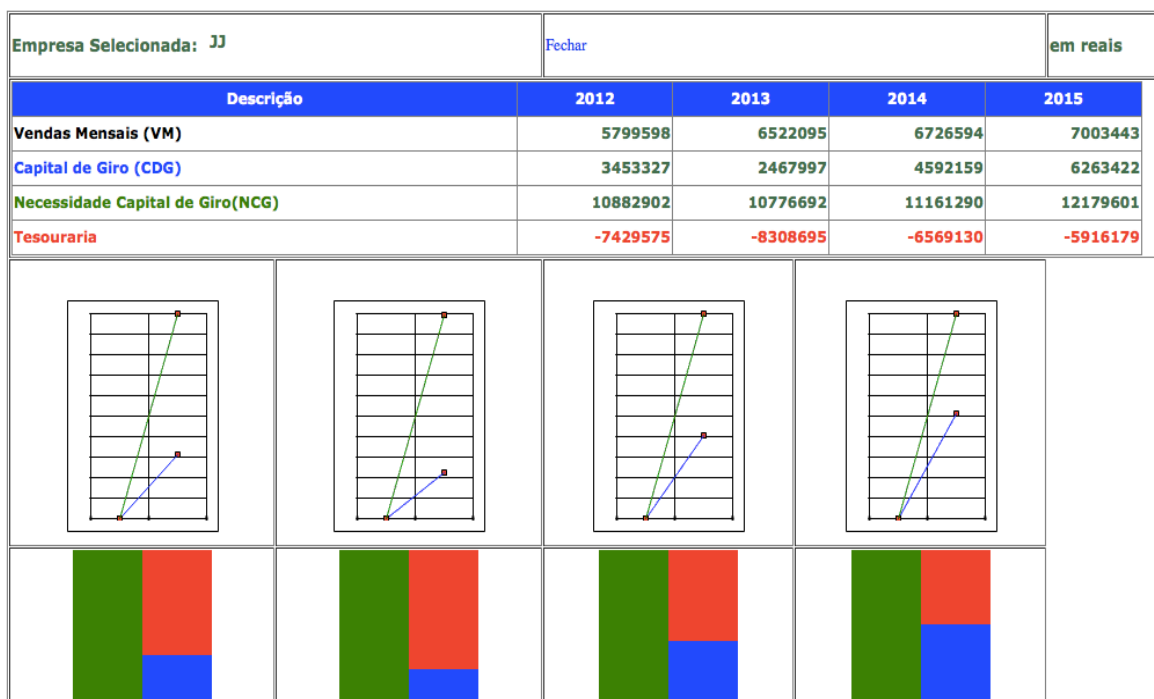 Empresa Selecionada: JJ Fechar em reais
Descrição 2012 2013 2014 2015
Vendas Mensais (VM) 5799598 6522095 6726594 7003443
Capital de Giro (CDG) 3453327 2467997 4592159 6263422
Necessidade Capital de Giro(NCG) 10882902 10776692 11161290 12179601
Tesouraria -7429575 -8308695 -6569130 -5916179